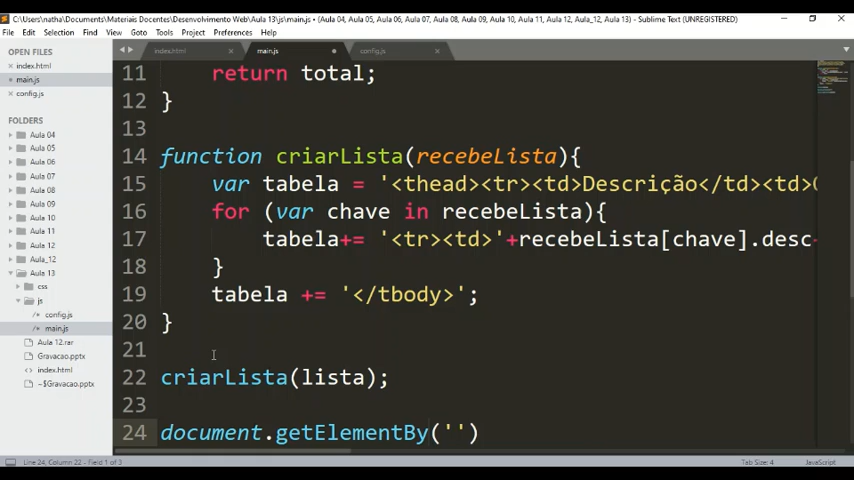 C:\Users\natha\Documents\Materiais Docentes\Desenvolvimento Web\Aula 13\js\main.js • (Aula 04, Aula 05, Aula 06, Aula 07, Aula 08, Aula 09, Aula 10, Aula 11, Aula 12, Aula_12, Aula 13) - Sublime Text (UNREGISTERED)
File Edit Selection Find View Goto Tools Project Preferences Help
OPEN FILES
index.html
main.js
config.js
FOLDERS
Aula 04
Aula 05
Aula 06
Aula 07
Aula 08
Aula 09
Aula 10
Aula 11
Aula 12
Aula_12
Aula 13
css
js
/* config.js
/* main.js
Aula 12.rar
Gravacao.pptx
<> index.html
~$Gravacao.pptx
index.html × main.js • config.js ×
11 return total;
12 }
13
14 function criarLista(recebeLista){
15 var tabela = '<thead><tr><td>Descrição</td><td>
16 for (var chave in recebeLista){
17 tabela+= '<tr><td>'+recebeLista[chave].desc+
18 }
19 tabela += '</tbody>';
20 }
21
22 criarLista(lista);
23
24 document.getElementBy('')
Line 24, Column 22 - Field 1 of 3
Tab Size: 4
JavaScript